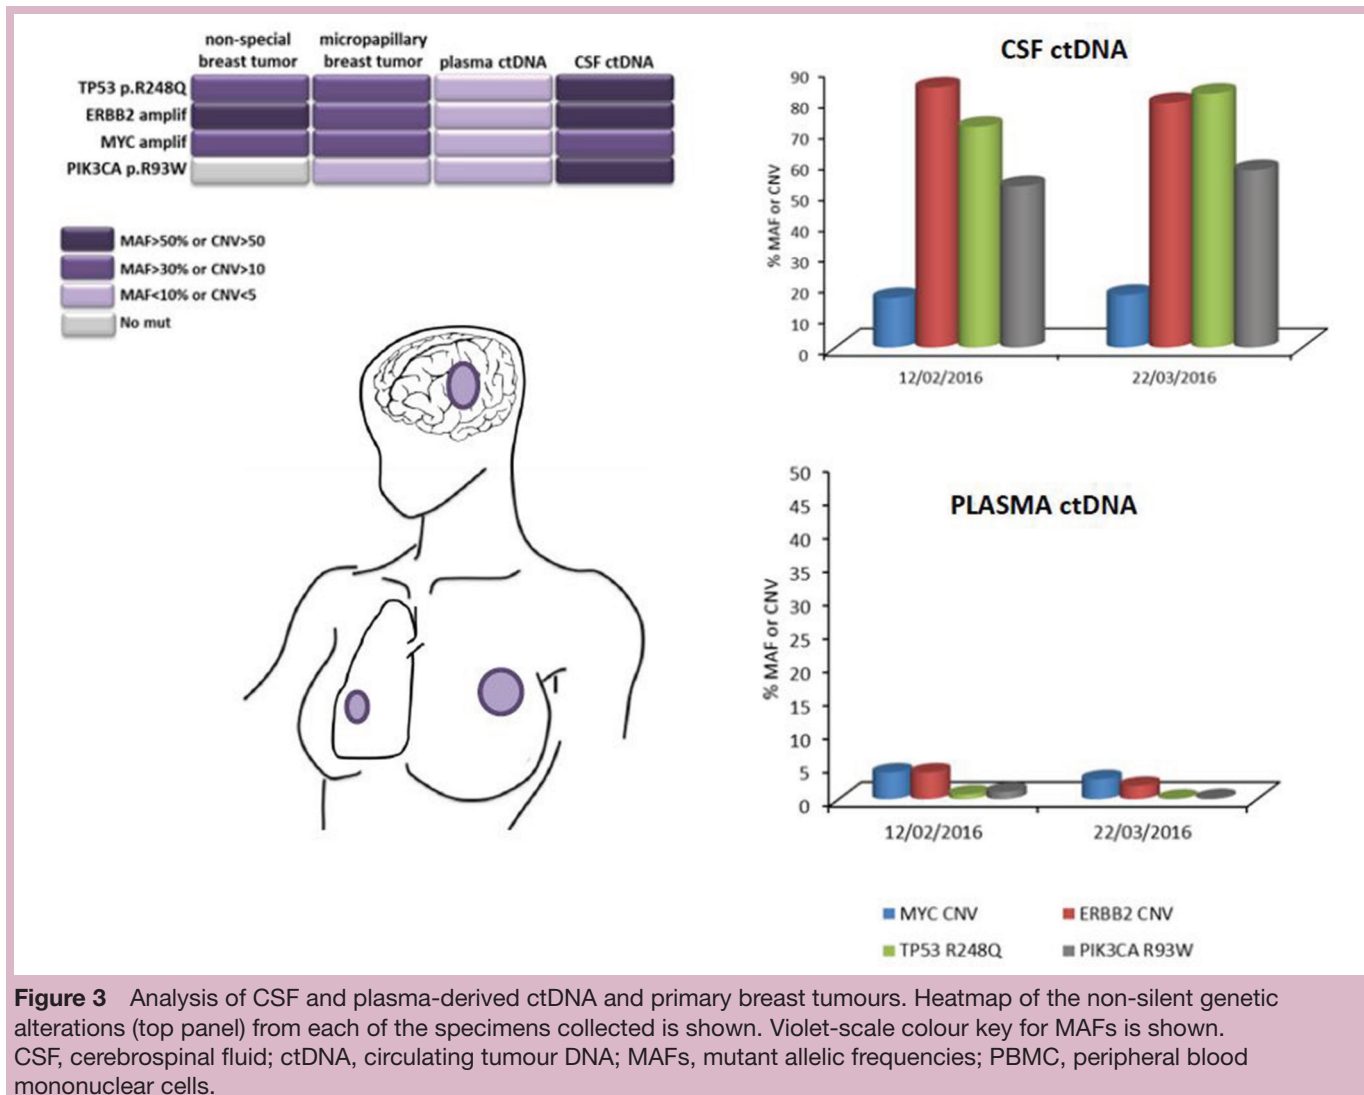 non-special breast tumor
micropapillary breast tumor
plasma ctDNA
CSF ctDNA
TP53 p.R248Q
ERBB2 amplif
MYC amplif
PIK3CA p.R93W
MAF>50% or CNV>50
MAF>30% or CNV>10
MAF<10% or CNV<5
No mut
CSF ctDNA
% MAF or CNV
90
80
70
60
50
40
30
20
10
0
12/02/2016
22/03/2016
PLASMA ctDNA
% MAF or CNV
50
45
40
35
30
25
20
15
10
5
0
12/02/2016
22/03/2016
MYC CNV
ERBB2 CNV
TP53 R248Q
PIK3CA R93W
Figure 3 Analysis of CSF and plasma-derived ctDNA and primary breast tumours. Heatmap of the non-silent genetic
alterations (top panel) from each of the specimens collected is shown. Violet-scale colour key for MAFs is shown.
CSF, cerebrospinal fluid; ctDNA, circulating tumour DNA; MAFs, mutant allelic frequencies; PBMC, peripheral blood
mononuclear cells.